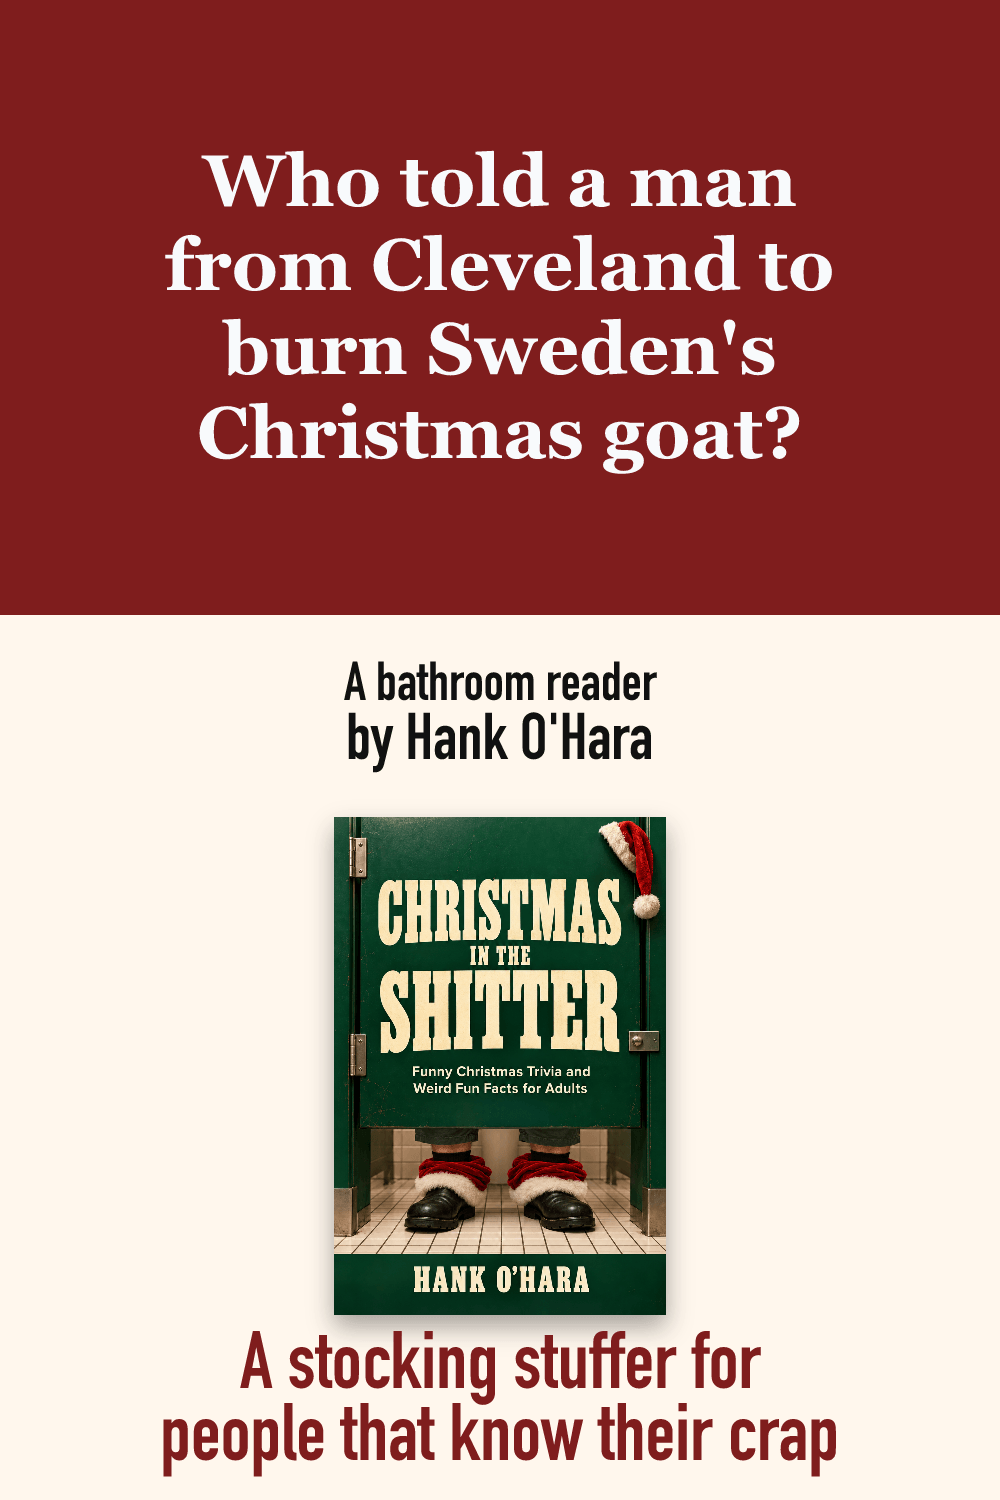 Who told a man
from Cleveland to
burn Sweden's
Christmas goat?
A bathroom reader
by Hank O'Hara
CHRISTMAS
IN THE
SHITTER
Funny Christmas Trivia and
Weird Fun Facts for Adults
HANK O'HARA
A stocking stuffer for
people that know their crap